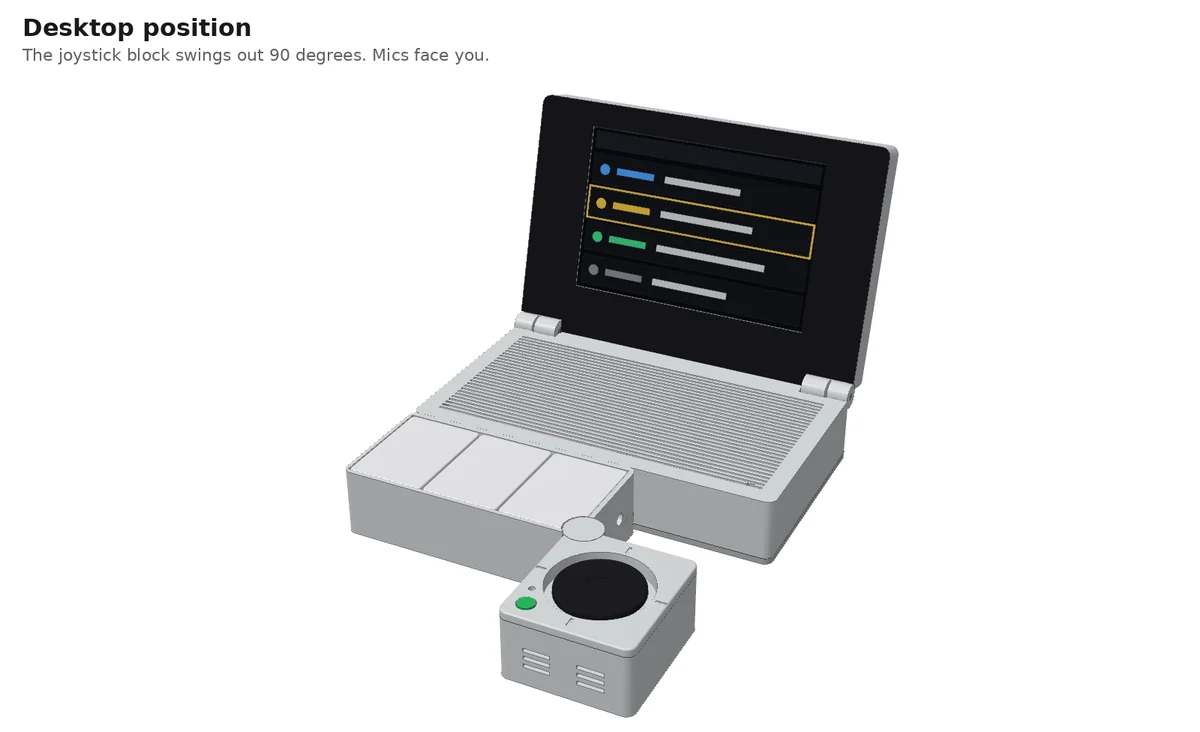 Desktop position
The joystick block swings out 90 degrees. Mics face you.